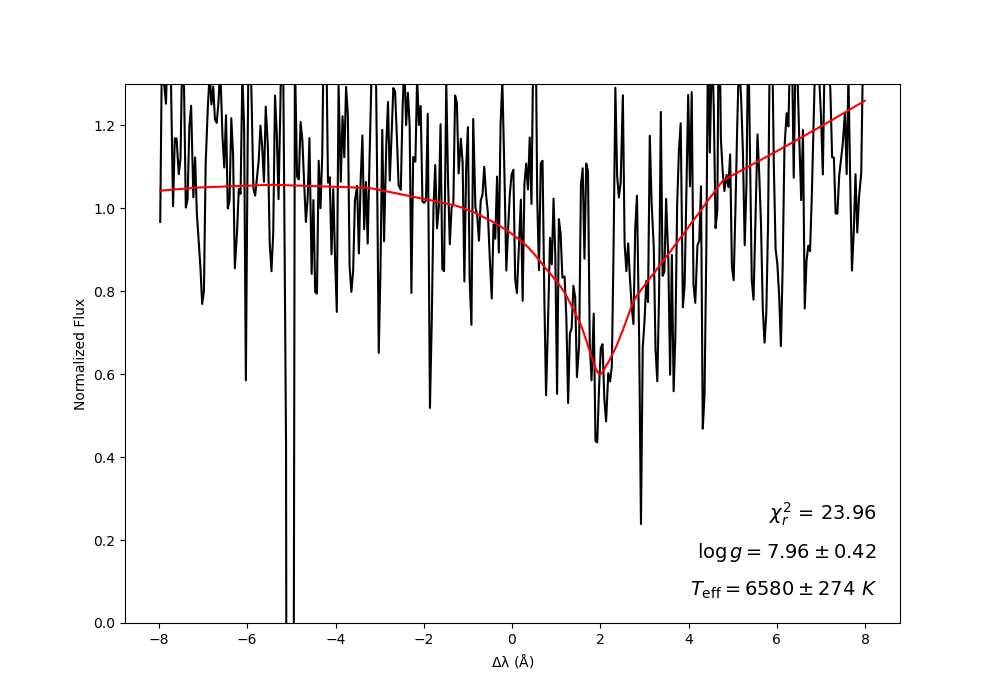 1.2
1.0
0.8
0.6
0.4
0.2
0.0
Normalized Flux
χ²ᵣ = 23.96
log g = 7.96 ± 0.42
T_eff = 6580 ± 274 K
−8 −6 −4 −2 0 2 4 6 8
Δλ (Å)